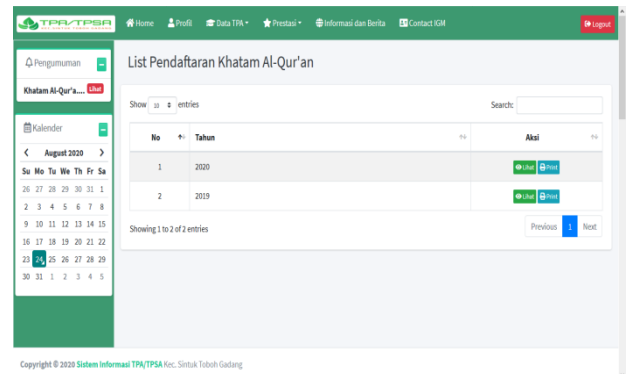 TPA/TPSA
KEC. SINTUK TOBOH GADANG
Home Profil Data TPA Prestasi Informasi dan Berita Contact IGM Logout
Pengumuman
Khatam Al-Qur'a.... Lihat
Kalender
August 2020
Su Mo Tu We Th Fr Sa
26 27 28 29 30 31 1
2 3 4 5 6 7 8
9 10 11 12 13 14 15
16 17 18 19 20 21 22
23 24 25 26 27 28 29
30 31 1 2 3 4 5
List Pendaftaran Khatam Al-Qur'an
Show 10 entries Search:
No Tahun Aksi
1 2020 Lihat Print
2 2019 Lihat Print
Showing 1 to 2 of 2 entries Previous 1 Next
Copyright © 2020 Sistem Informasi TPA/TPSA Kec. Sintuk Toboh Gadang